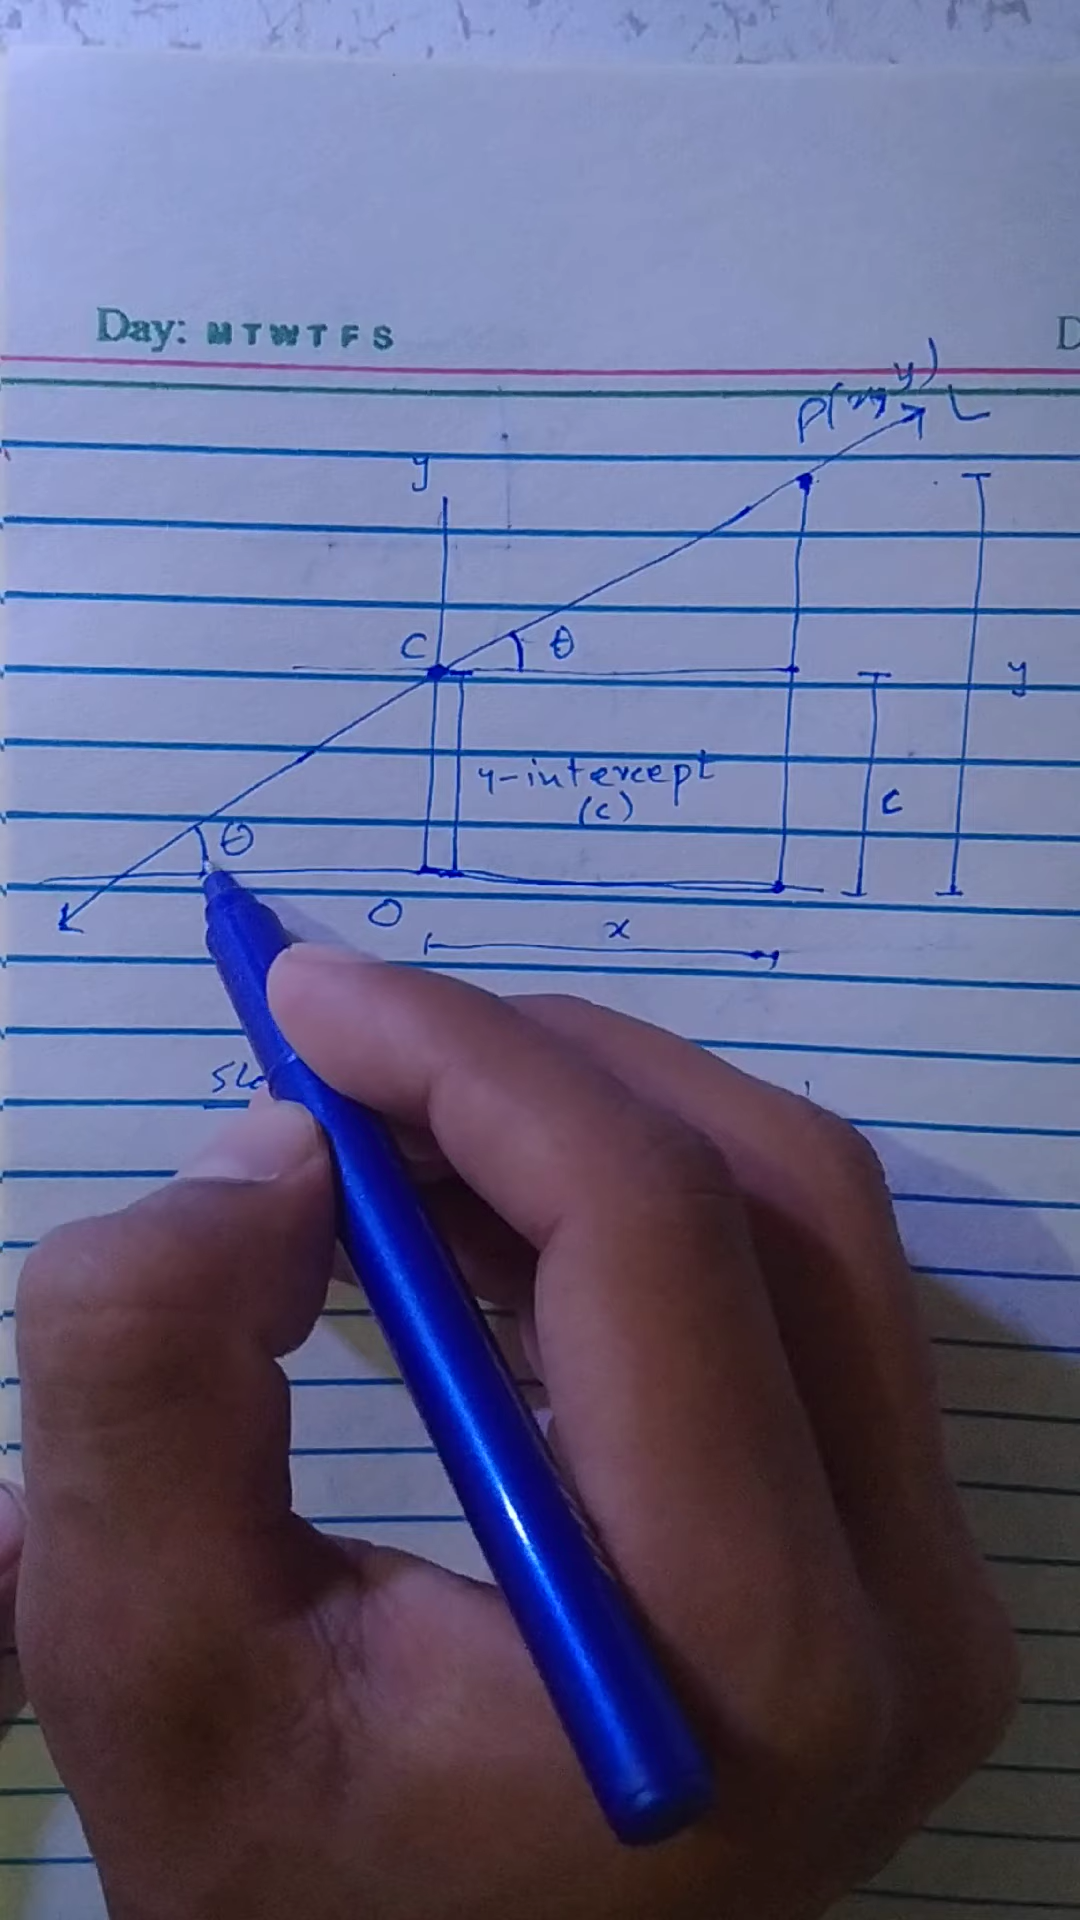 Day: M T W T F S
D
P(x, y)
L
y
C
θ
y
y-intercept
(c)
c
θ
O
x